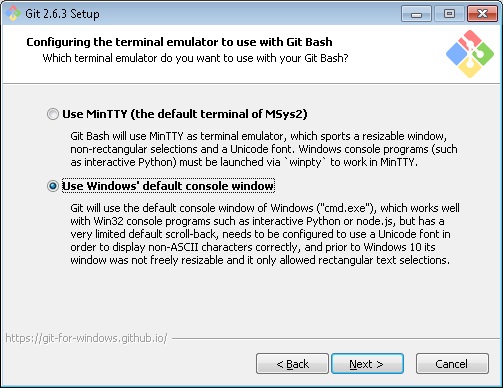 Git 2.6.3 Setup
Configuring the terminal emulator to use with Git Bash
Which terminal emulator do you want to use with your Git Bash?
Use MinTTY (the default terminal of MSys2)
Git Bash will use MinTTY as terminal emulator, which sports a resizable window,
non-rectangular selections and a Unicode font. Windows console programs (such
as interactive Python) must be launched via `winpty` to work in MinTTY.
Use Windows' default console window
Git will use the default console window of Windows ("cmd.exe"), which works well
with Win32 console programs such as interactive Python or node.js, but has a
very limited default scroll-back, needs to be configured to use a Unicode font in
order to display non-ASCII characters correctly, and prior to Windows 10 its
window was not freely resizable and it only allowed rectangular text selections.
https://git-for-windows.github.io/
< Back
Next >
Cancel